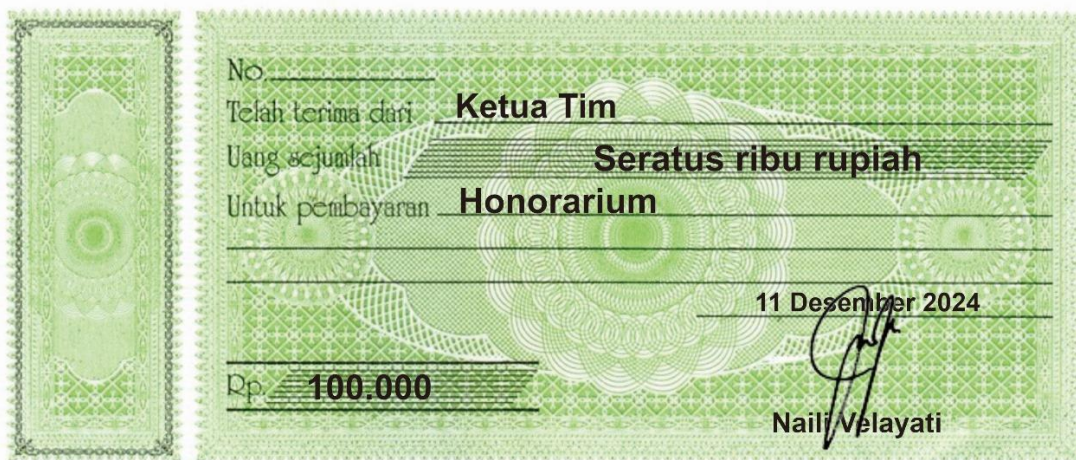 No.
Telah terima dari Ketua Tim
Uang sejumlah Seratus ribu rupiah
Untuk pembayaran Honorarium
11 Desember 2024
Rp. 100.000
Naili Velayati